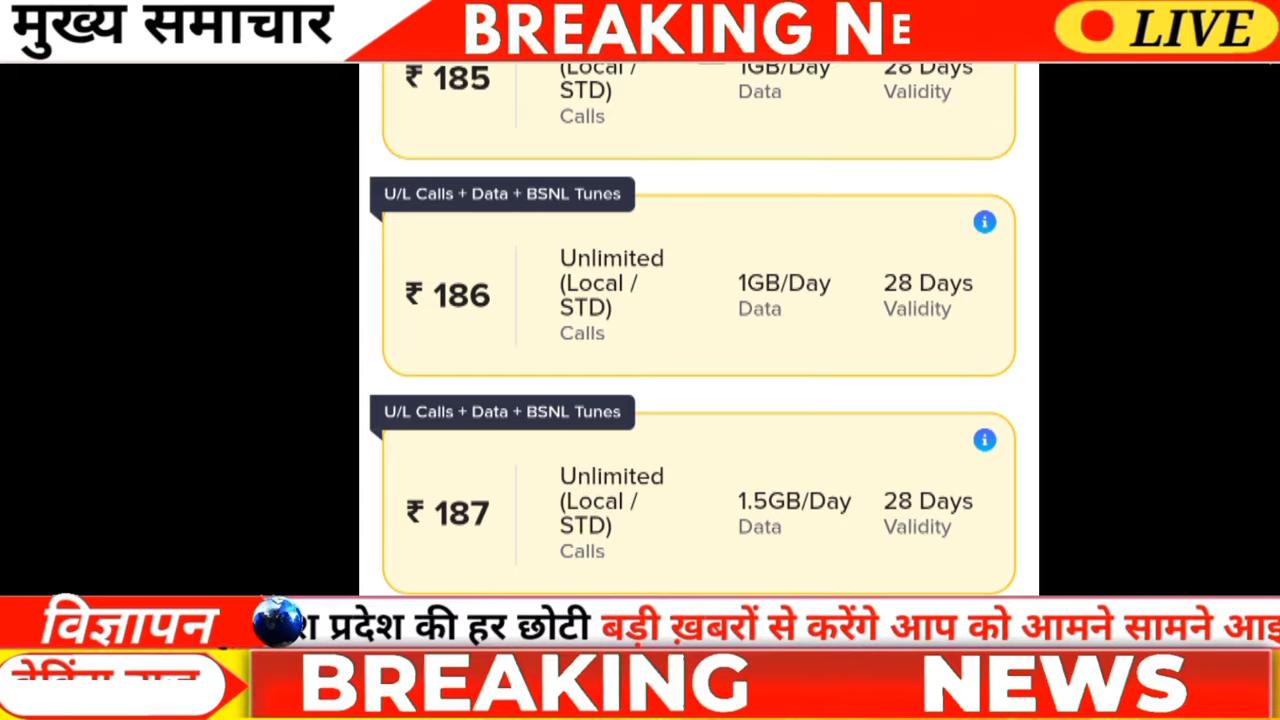 मुख्य समाचार
BREAKING NE
LIVE
₹ 185
(Local /
STD)
Calls
1GB/Day
Data
28 Days
Validity
U/L Calls + Data + BSNL Tunes
₹ 186
Unlimited
(Local /
STD)
Calls
1GB/Day
Data
28 Days
Validity
U/L Calls + Data + BSNL Tunes
₹ 187
Unlimited
(Local /
STD)
Calls
1.5GB/Day
Data
28 Days
Validity
विज्ञापन
प्रदेश की हर छोटी बड़ी ख़बरों से करेंगे आप को आमने सामने
BREAKING NEWS